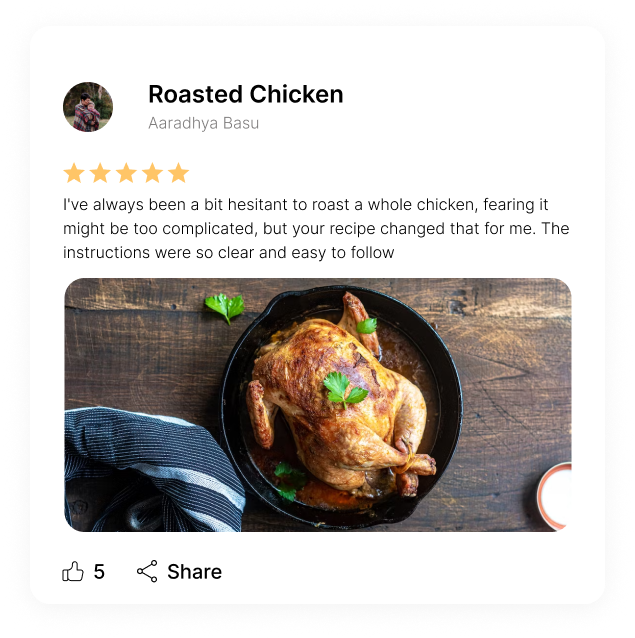 Roasted Chicken
Aaradhya Basu
I've always been a bit hesitant to roast a whole chicken, fearing it
might be too complicated, but your recipe changed that for me. The
instructions were so clear and easy to follow
5
Share